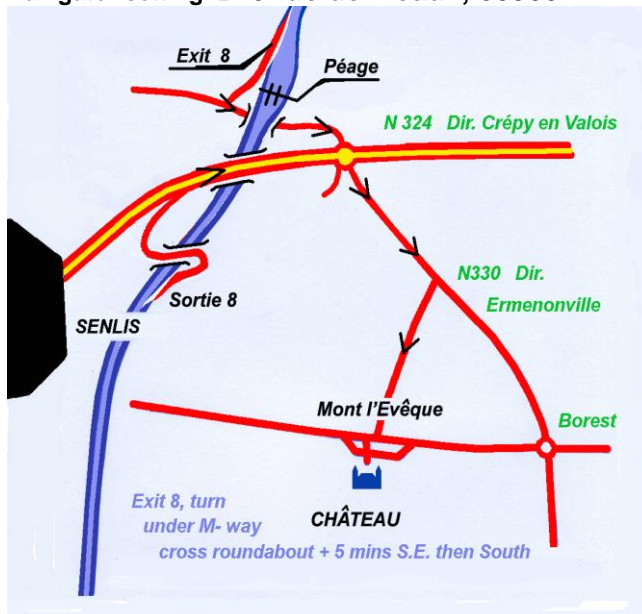 Exit 8
Péage
N 324 Dir. Crépy en Valois
N330 Dir.
Ermenonville
Sortie 8
SENLIS
Mont l'Evêque
Borest
CHÂTEAU
Exit 8, turn
under M- way
cross roundabout + 5 mins S.E. then South